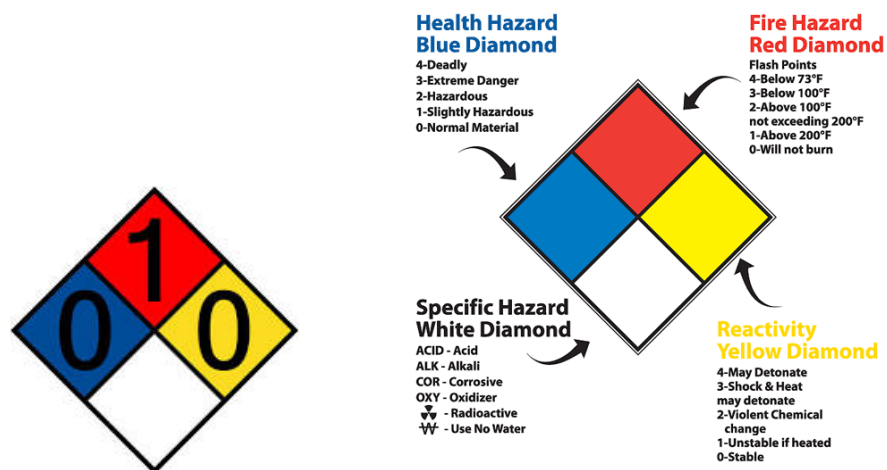 Health Hazard
Blue Diamond
4-Deadly
3-Extreme Danger
2-Hazardous
1-Slightly Hazardous
0-Normal Material
Fire Hazard
Red Diamond
Flash Points
4-Below 73°F
3-Below 100°F
2-Above 100°F
not exceeding 200°F
1-Above 200°F
0-Will not burn
1
0 0
Specific Hazard
White Diamond
ACID - Acid
ALK - Alkali
COR - Corrosive
OXY - Oxidizer
- Radioactive
W - Use No Water
Reactivity
Yellow Diamond
4-May Detonate
3-Shock & Heat
may detonate
2-Violent Chemical
change
1-Unstable if heated
0-Stable